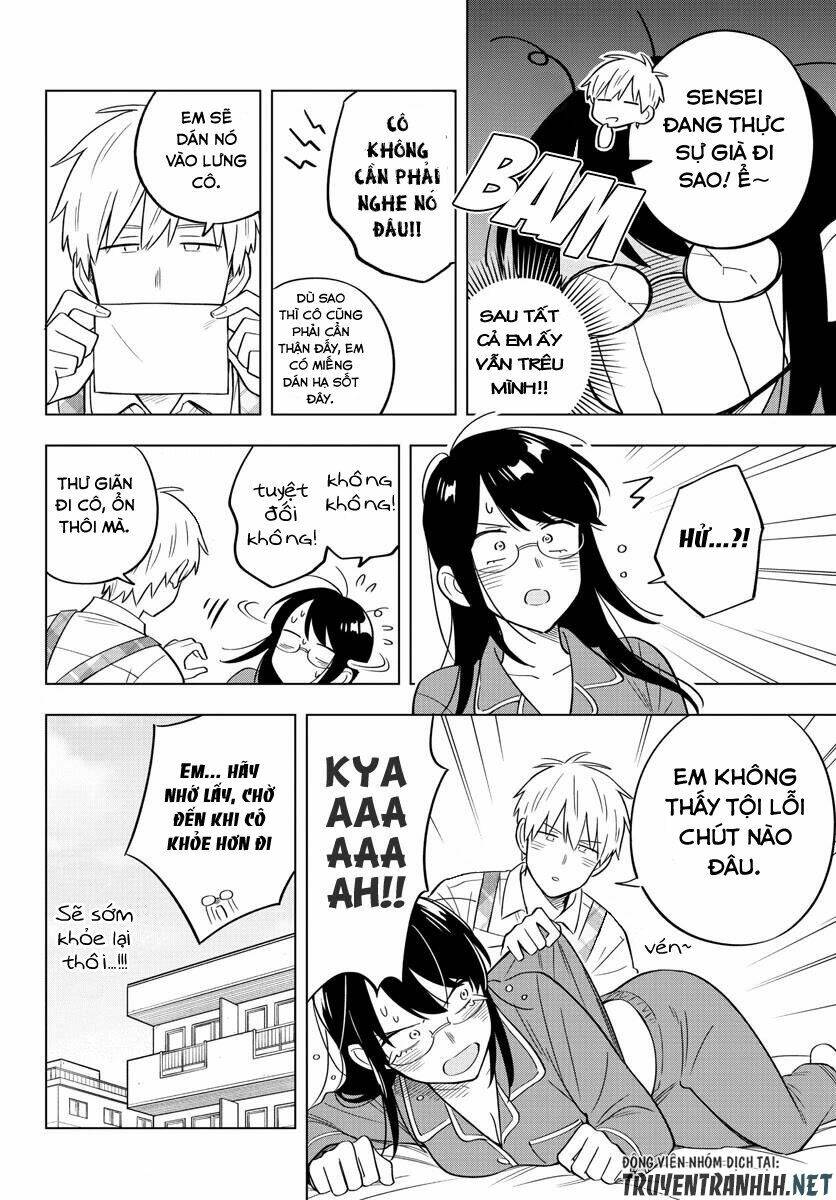 SENSEI
ĐANG THỰC
SỰ GIÀ ĐI
SAO! Ể~
BAM
SAU TẤT
CẢ EM ẤY
VẪN TRÊU
MÌNH!!
CÔ
KHÔNG
CẦN PHẢI
NGHE NÓ
ĐÂU!!
DÙ SAO
THÌ CÔ CŨNG
PHẢI CẨN
THẬN ĐẤY, EM
CÓ MIẾNG
DÁN HẠ SỐT
ĐÂY.
EM SẼ
DÁN NÓ
VÀO LƯNG
CÔ.
HỬ...?!
không
không!
tuyệt
đối
không!
THƯ GIÃN
ĐI CÔ, ỔN
THÔI MÀ.
EM KHÔNG
THẤY TỘI LỖI
CHÚT NÀO
ĐÂU.
vén~
KYA
AAAA
AAAA
AH!!
EM... HÃY
NHỚ LẤY, CHỜ
ĐẾN KHI CÔ
KHỎE HƠN ĐI
Sẽ sớm
khỏe lại
thôi...!!!
ĐỘNG VIÊN NHÓM DỊCH TẠI:
TRUYENTRANHLH.NET